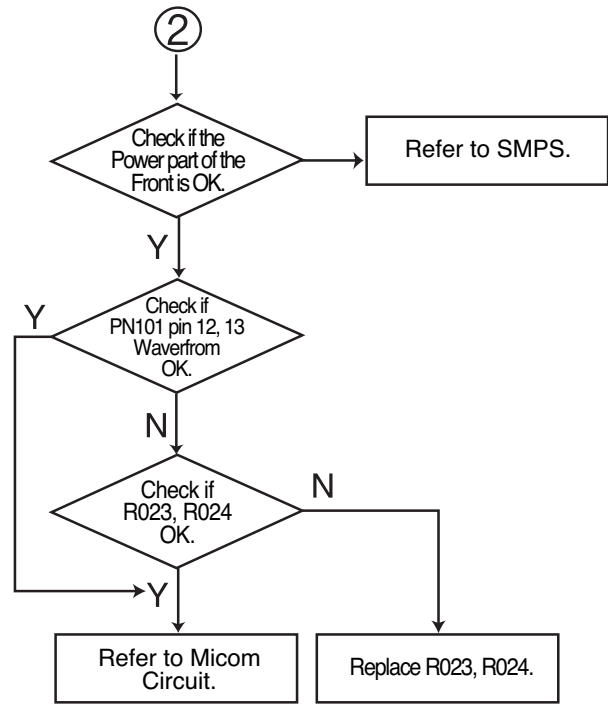 2
Check if the
Power part of the
Front is OK.
Refer to SMPS.
Y
Check if
PN101 pin 12, 13
Waverfrom
OK.
Y
N
Check if
R023, R024
OK.
N
Y
Refer to Micom
Circuit.
Replace R023, R024.